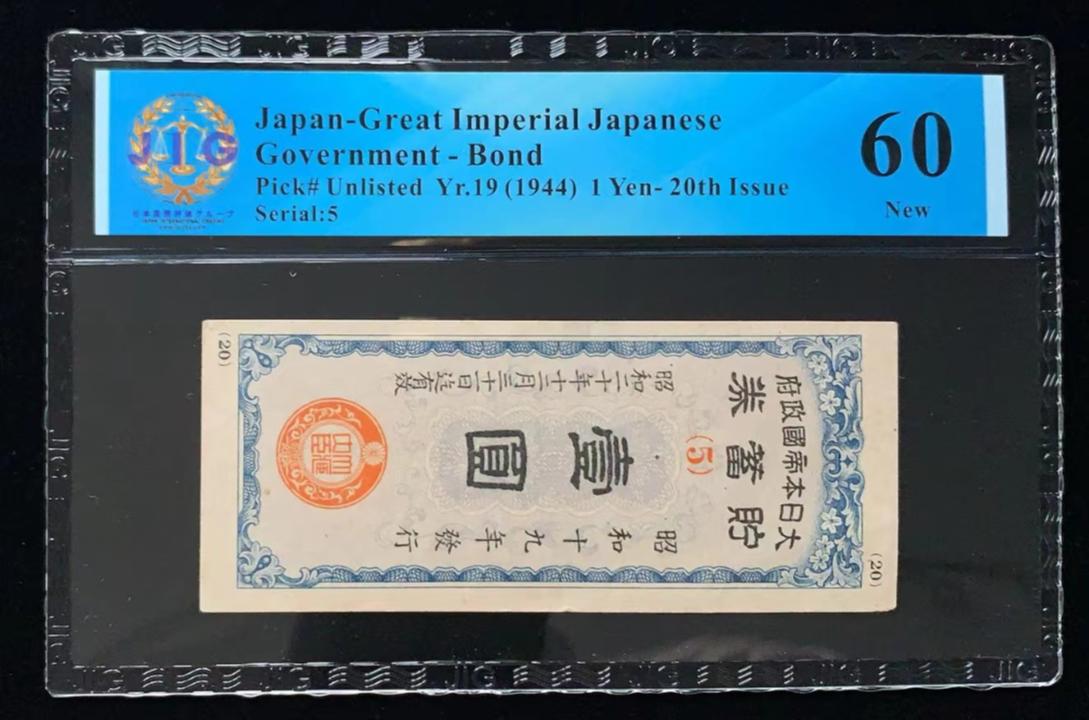 JIG
Japan-Great Imperial Japanese
Government - Bond
Pick# Unlisted Yr.19 (1944) 1 Yen- 20th Issue
Serial:5
60
New
(20)
大日本帝國政府
貯蓄券
(5)
昭和十九年發行
壹圓
昭和二十年十二月三十一日迄有效
(20)